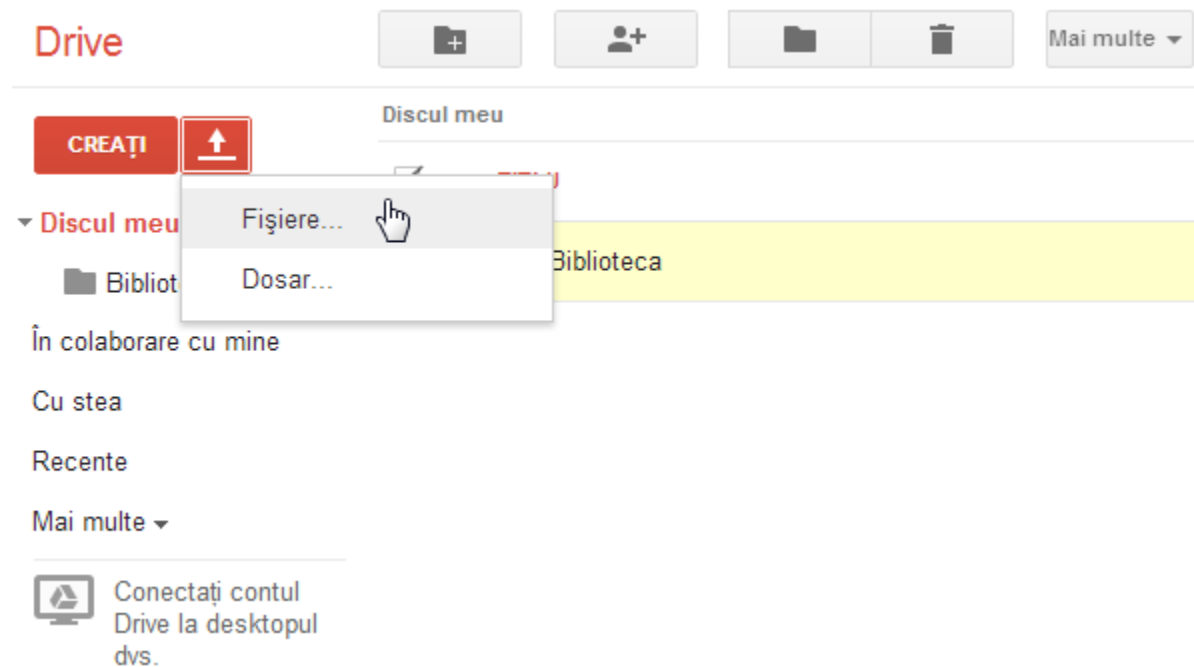 Drive
Mai multe
CREAȚI
Discul meu
Discul meu
Fişiere...
Biblioteca
Dosar...
În colaborare cu mine
Cu stea
Recente
Mai multe
Conectați contul
Drive la desktopul
dvs.